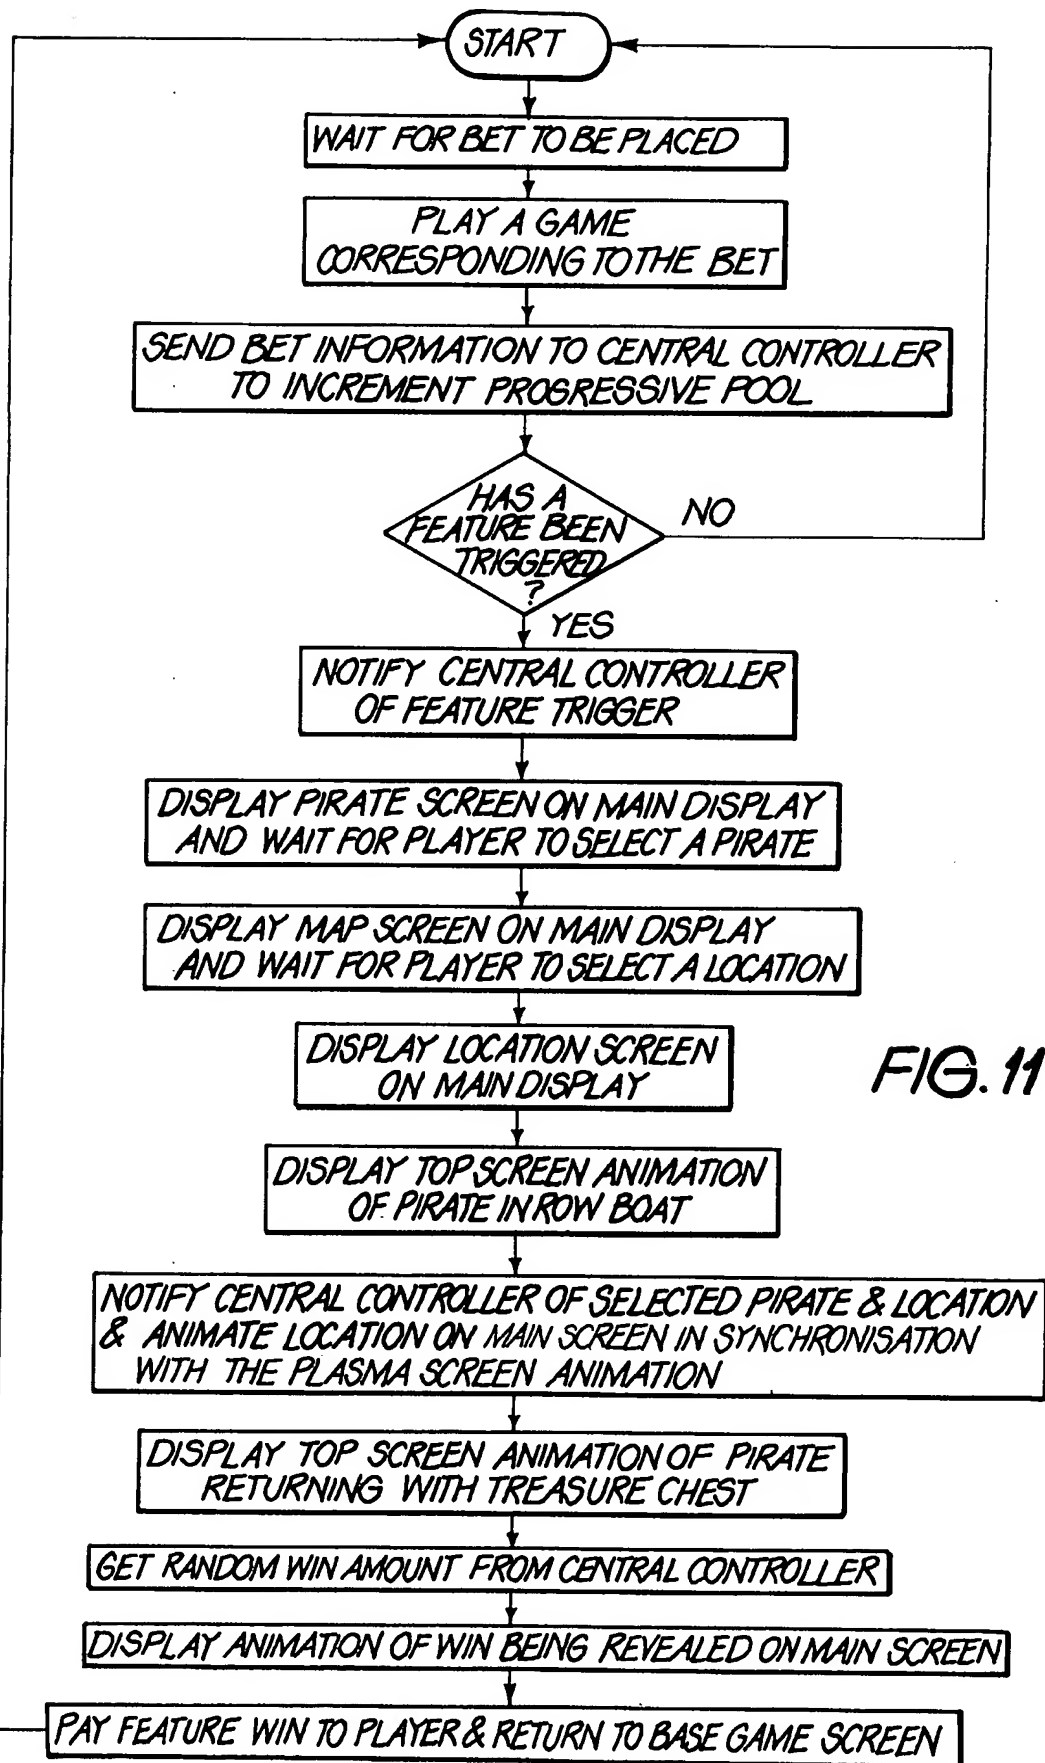 START
WAIT FOR BET TO BE PLACED
PLAY A GAME
CORRESPONDING TO THE BET
SEND BET INFORMATION TO CENTRAL CONTROLLER
TO INCREMENT PROGRESSIVE POOL
HAS A
FEATURE BEEN
TRIGGERED
?
NO
YES
NOTIFY CENTRAL CONTROLLER
OF FEATURE TRIGGER
DISPLAY PIRATE SCREEN ON MAIN DISPLAY
AND WAIT FOR PLAYER TO SELECT A PIRATE
DISPLAY MAP SCREEN ON MAIN DISPLAY
AND WAIT FOR PLAYER TO SELECT A LOCATION
DISPLAY LOCATION SCREEN
ON MAIN DISPLAY
FIG. 11
DISPLAY TOP SCREEN ANIMATION
OF PIRATE IN ROW BOAT
NOTIFY CENTRAL CONTROLLER OF SELECTED PIRATE & LOCATION
& ANIMATE LOCATION ON MAIN SCREEN IN SYNCHRONISATION
WITH THE PLASMA SCREEN ANIMATION
DISPLAY TOP SCREEN ANIMATION OF PIRATE
RETURNING WITH TREASURE CHEST
GET RANDOM WIN AMOUNT FROM CENTRAL CONTROLLER
DISPLAY ANIMATION OF WIN BEING REVEALED ON MAIN SCREEN
PAY FEATURE WIN TO PLAYER & RETURN TO BASE GAME SCREEN